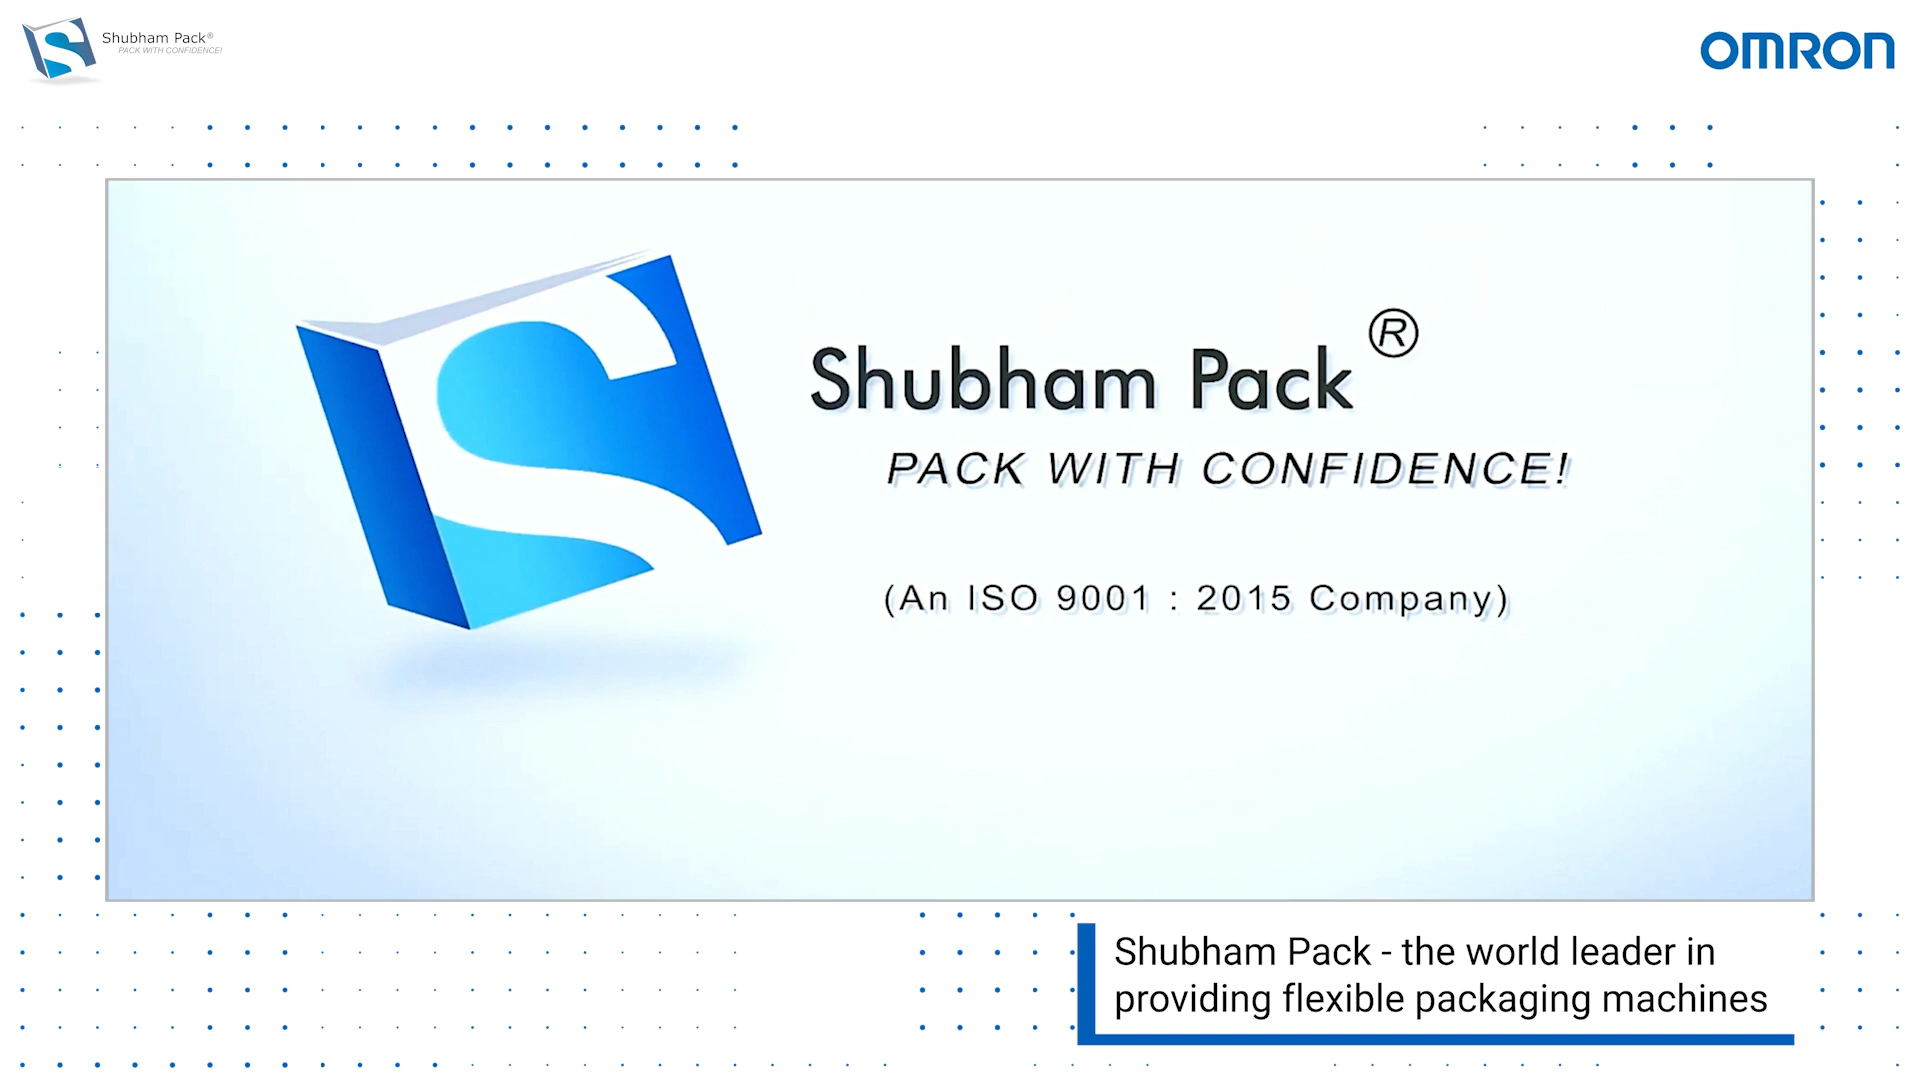 Shubham Pack®
PACK WITH CONFIDENCE!
OMRON
Shubham Pack ®
PACK WITH CONFIDENCE!
(An ISO 9001 : 2015 Company)
Shubham Pack - the world leader in
providing flexible packaging machines